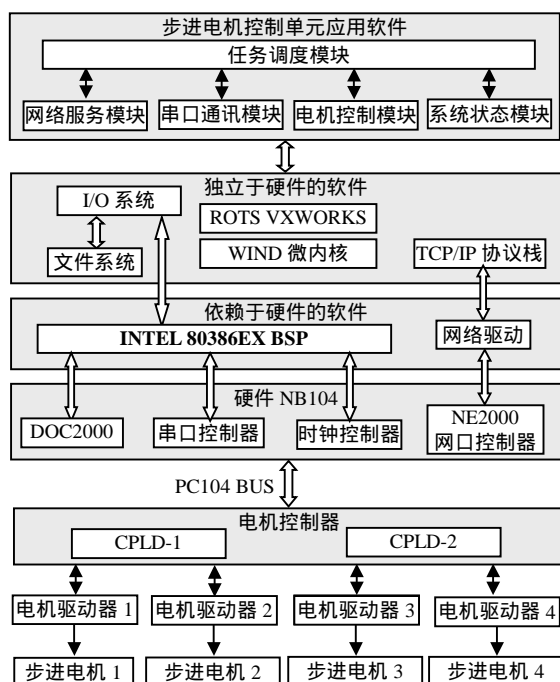 步进电机控制单元应用软件
任务调度模块
网络服务模块
串口通讯模块
电机控制模块
系统状态模块
独立于硬件的软件
I/O 系统
ROTS VXWORKS
文件系统
WIND 微内核
TCP/IP 协议栈
依赖于硬件的软件
INTEL 80386EX BSP
网络驱动
硬件 NB104
DOC2000
串口控制器
时钟控制器
NE2000
网口控制器
PC104 BUS
电机控制器
CPLD-1
CPLD-2
电机驱动器 1
电机驱动器 2
电机驱动器 3
电机驱动器 4
步进电机 1
步进电机 2
步进电机 3
步进电机 4